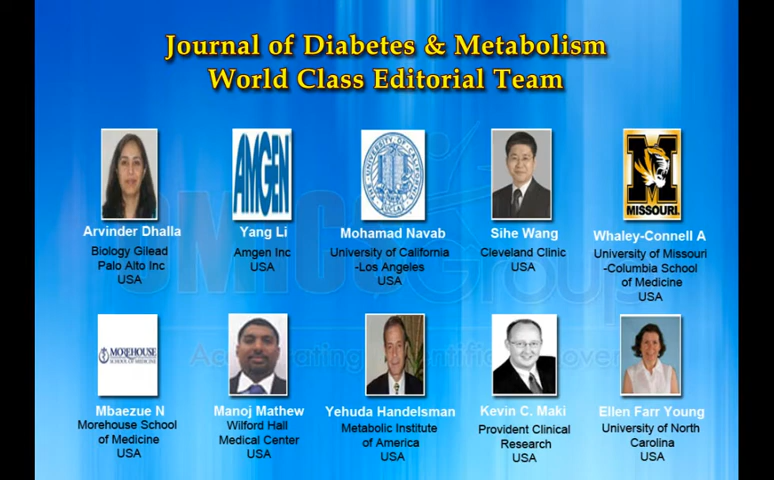 Journal of Diabetes & Metabolism
World Class Editorial Team
AMGEN
MISSOURI.
Arvinder Dhalla
Biology Gilead
Palo Alto Inc
USA
Yang Li
Amgen Inc
USA
Mohamad Navab
University of California
-Los Angeles
USA
Sihe Wang
Cleveland Clinic
USA
Whaley-Connell A
University of Missouri
-Columbia School
of Medicine
USA
MOREHOUSE
SCHOOL OF MEDICINE
Mbaezue N
Morehouse School
of Medicine
USA
Manoj Mathew
Wilford Hall
Medical Center
USA
Yehuda Handelsman
Metabolic Institute
of America
USA
Kevin C. Maki
Provident Clinical
Research
USA
Ellen Farr Young
University of North
Carolina
USA
OMICS
Group